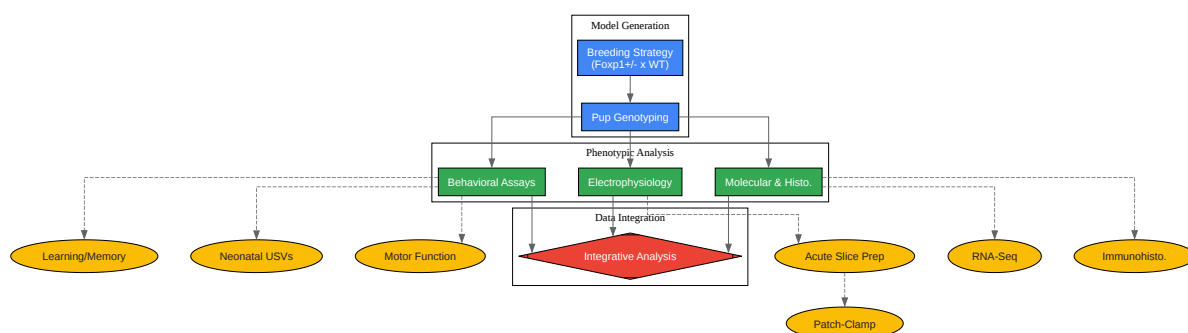 Model Generation
Breeding Strategy
(Foxp1+/- x WT)
Pup Genotyping
Phenotypic Analysis
Behavioral Assays
Electrophysiology
Molecular & Histo.
Data Integration
Learning/Memory
Neonatal USVs
Motor Function
Integrative Analysis
Acute Slice Prep
RNA-Seq
Immunohisto.
Patch-Clamp